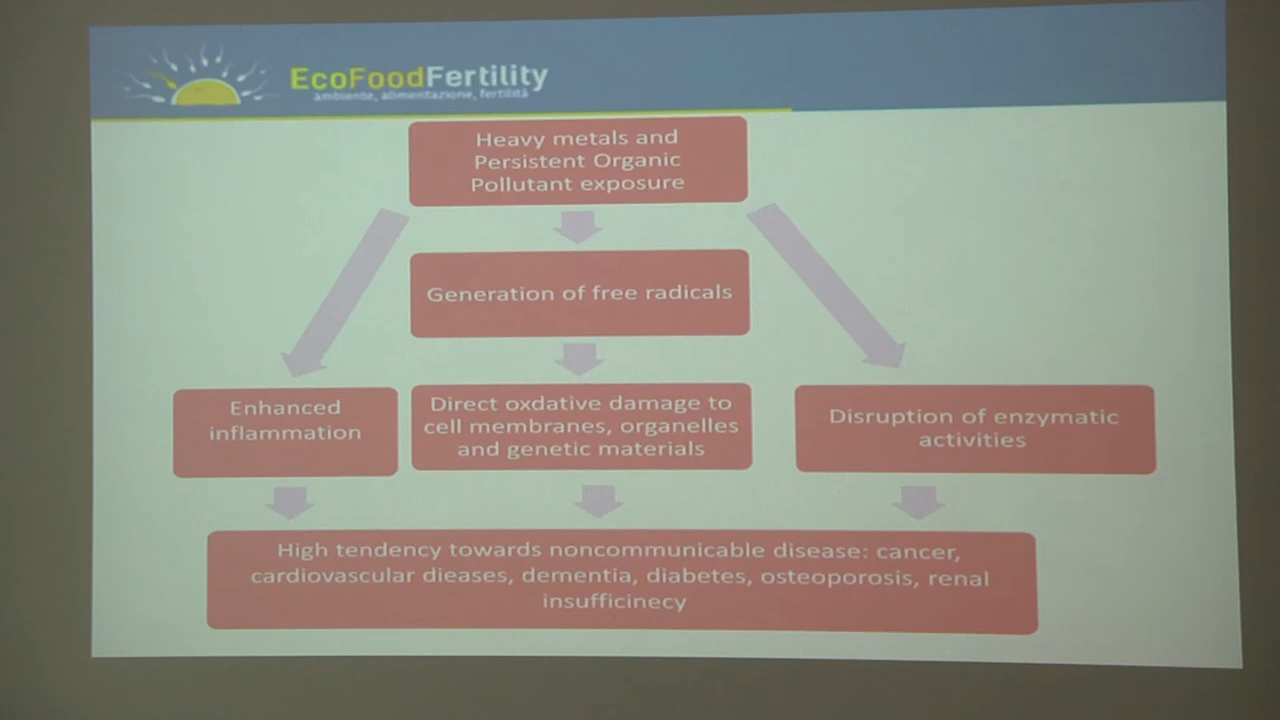 EcoFoodFertility
ambiente, alimentazione, fertilità
Heavy metals and
Persistent Organic
Pollutant exposure
Generation of free radicals
Enhanced
inflammation
Direct oxdative damage to
cell membranes, organelles
and genetic materials
Disruption of enzymatic
activities
High tendency towards noncommunicable disease: cancer,
cardiovascular dieases, dementia, diabetes, osteoporosis, renal
insufficinecy